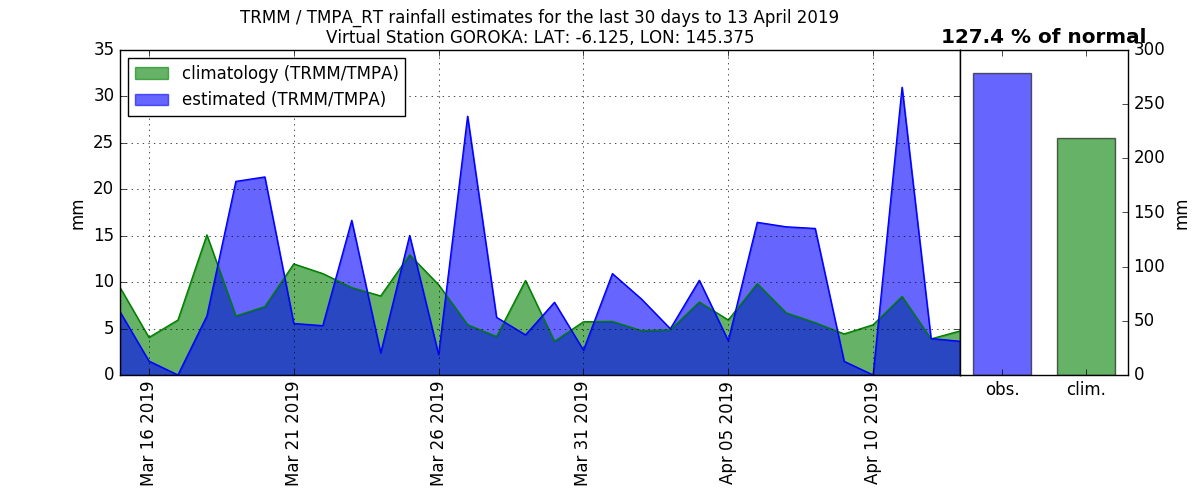 TRMM / TMPA_RT rainfall estimates for the last 30 days to 13 April 2019
Virtual Station GOROKA: LAT: -6.125, LON: 145.375
127.4 % of normal
climatology (TRMM/TMPA)
estimated (TRMM/TMPA)
35
30
25
20
15
10
5
0
mm
Mar 16 2019
Mar 21 2019
Mar 26 2019
Mar 31 2019
Apr 05 2019
Apr 10 2019
300
250
200
150
100
50
0
mm
obs.
clim.